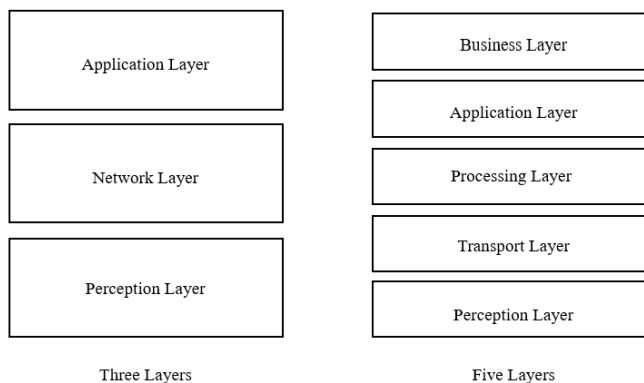 Application Layer
Network Layer
Perception Layer
Three Layers
Business Layer
Application Layer
Processing Layer
Transport Layer
Perception Layer
Five Layers